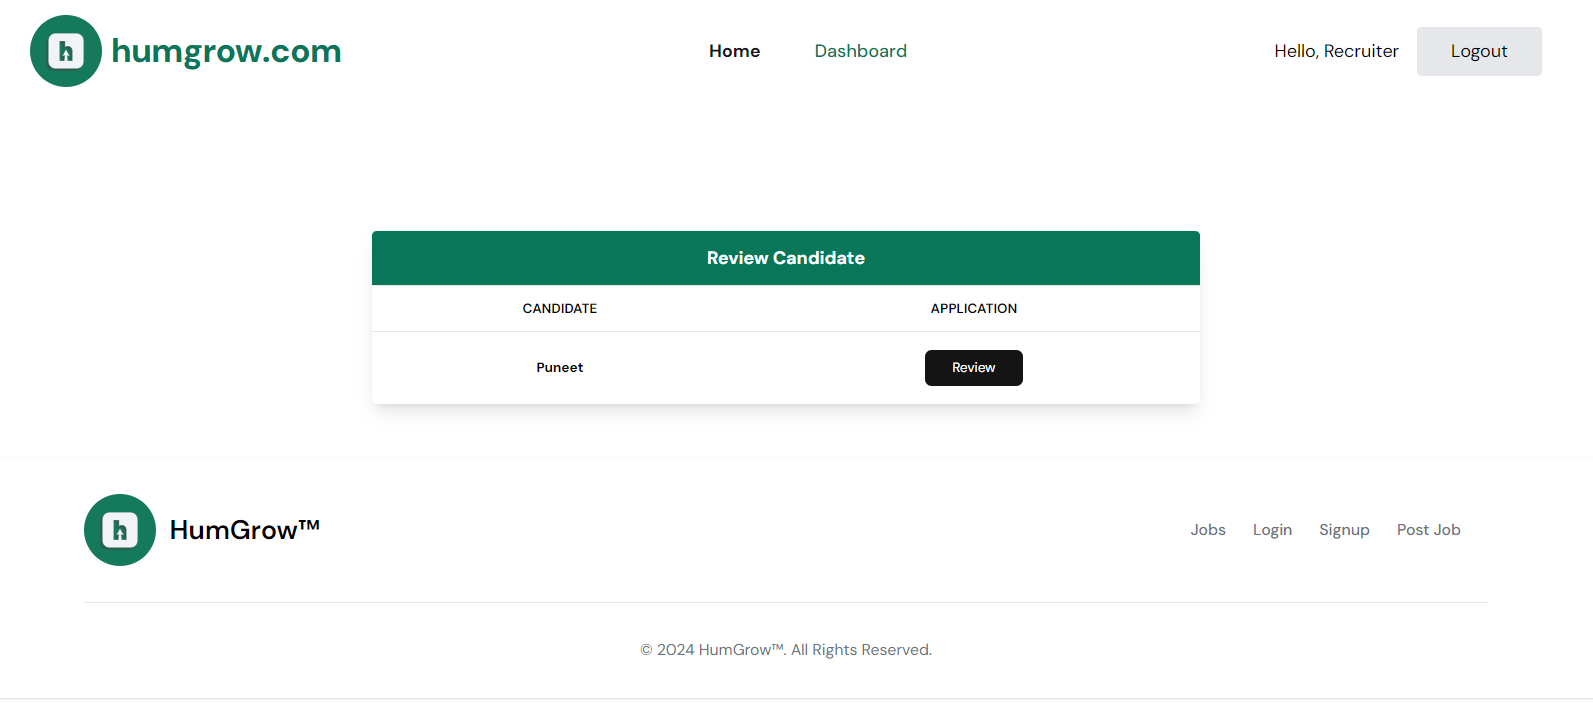 humgrow.com
Home Dashboard
Hello, Recruiter Logout
Review Candidate
CANDIDATE APPLICATION
Puneet Review
HumGrow™
Jobs Login Signup Post Job
© 2024 HumGrow™. All Rights Reserved.